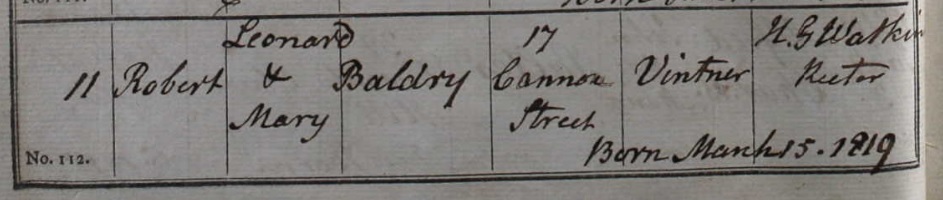 Leonard 17 H. G Watkin
11 Robert & Baldry Cannon Vintner Rector
Mary Street
No. 112. Born March 15. 1819